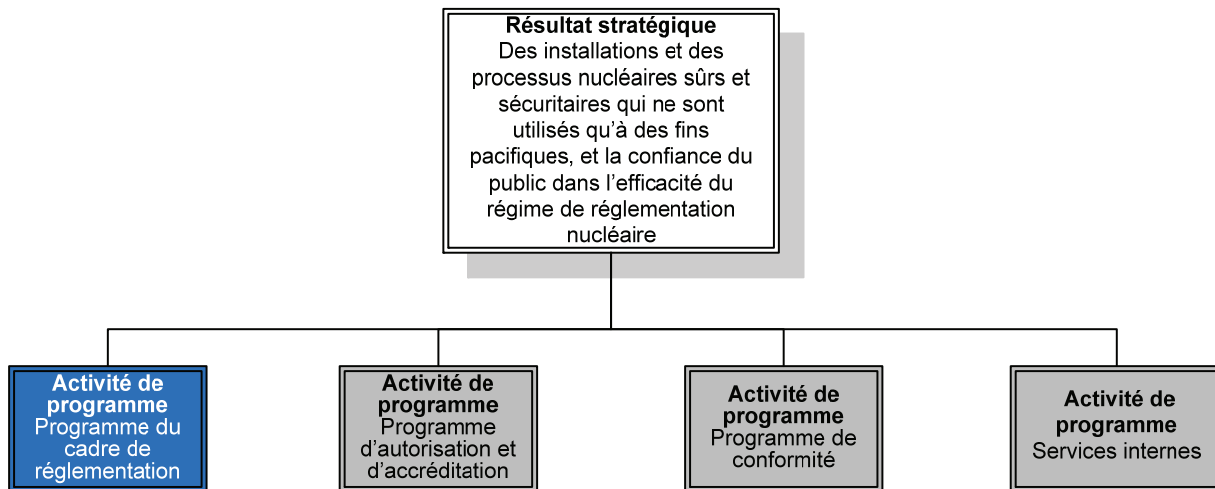 Résultat stratégique
Des installations et des
processus nucléaires sûrs et
sécuritaires qui ne sont
utilisés qu'à des fins
pacifiques, et la confiance du
public dans l'efficacité du
régime de réglementation
nucléaire
Activité de
programme
Programme du
cadre de
réglementation
Activité de
programme
Programme
d'autorisation et
d'accréditation
Activité de
programme
Programme de
conformité
Activité de
programme
Services internes